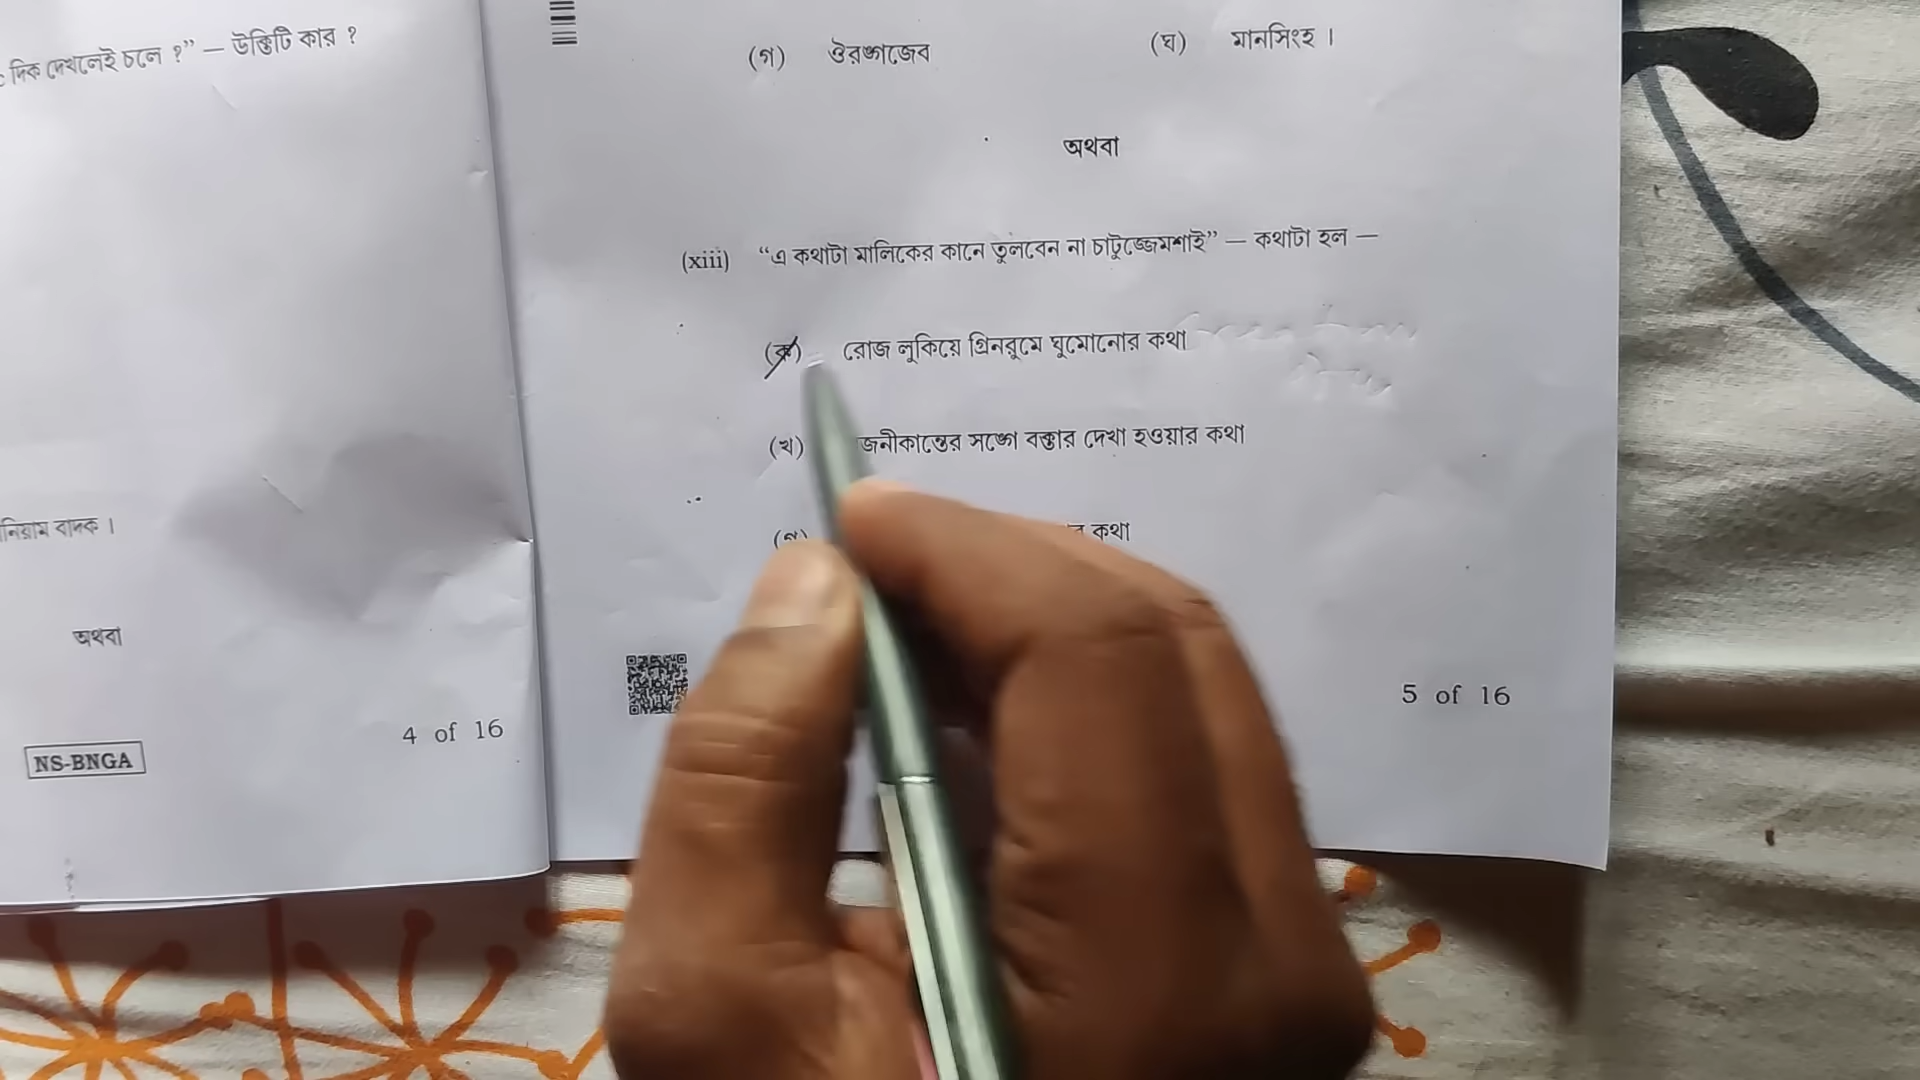 দিক দেখলেই চলে ?” — উক্তিটি কার ?
বাদক ।
অথবা
4 of 16
NS-BNGA
(গ) ঔরঙ্গজেব (ঘ) মানসিংহ ।
অথবা
(xiii) “এ কথাটা মালিকের কানে তুলবেন না চাটুজ্জেমশাই” — কথাটা হল —
(ক) রোজ লুকিয়ে গ্রিনরুমে ঘুমোনোর কথা
(খ) জনীকান্তের সঙ্গে বক্তার দেখা হওয়ার কথা
(গ) কথা
5 of 16